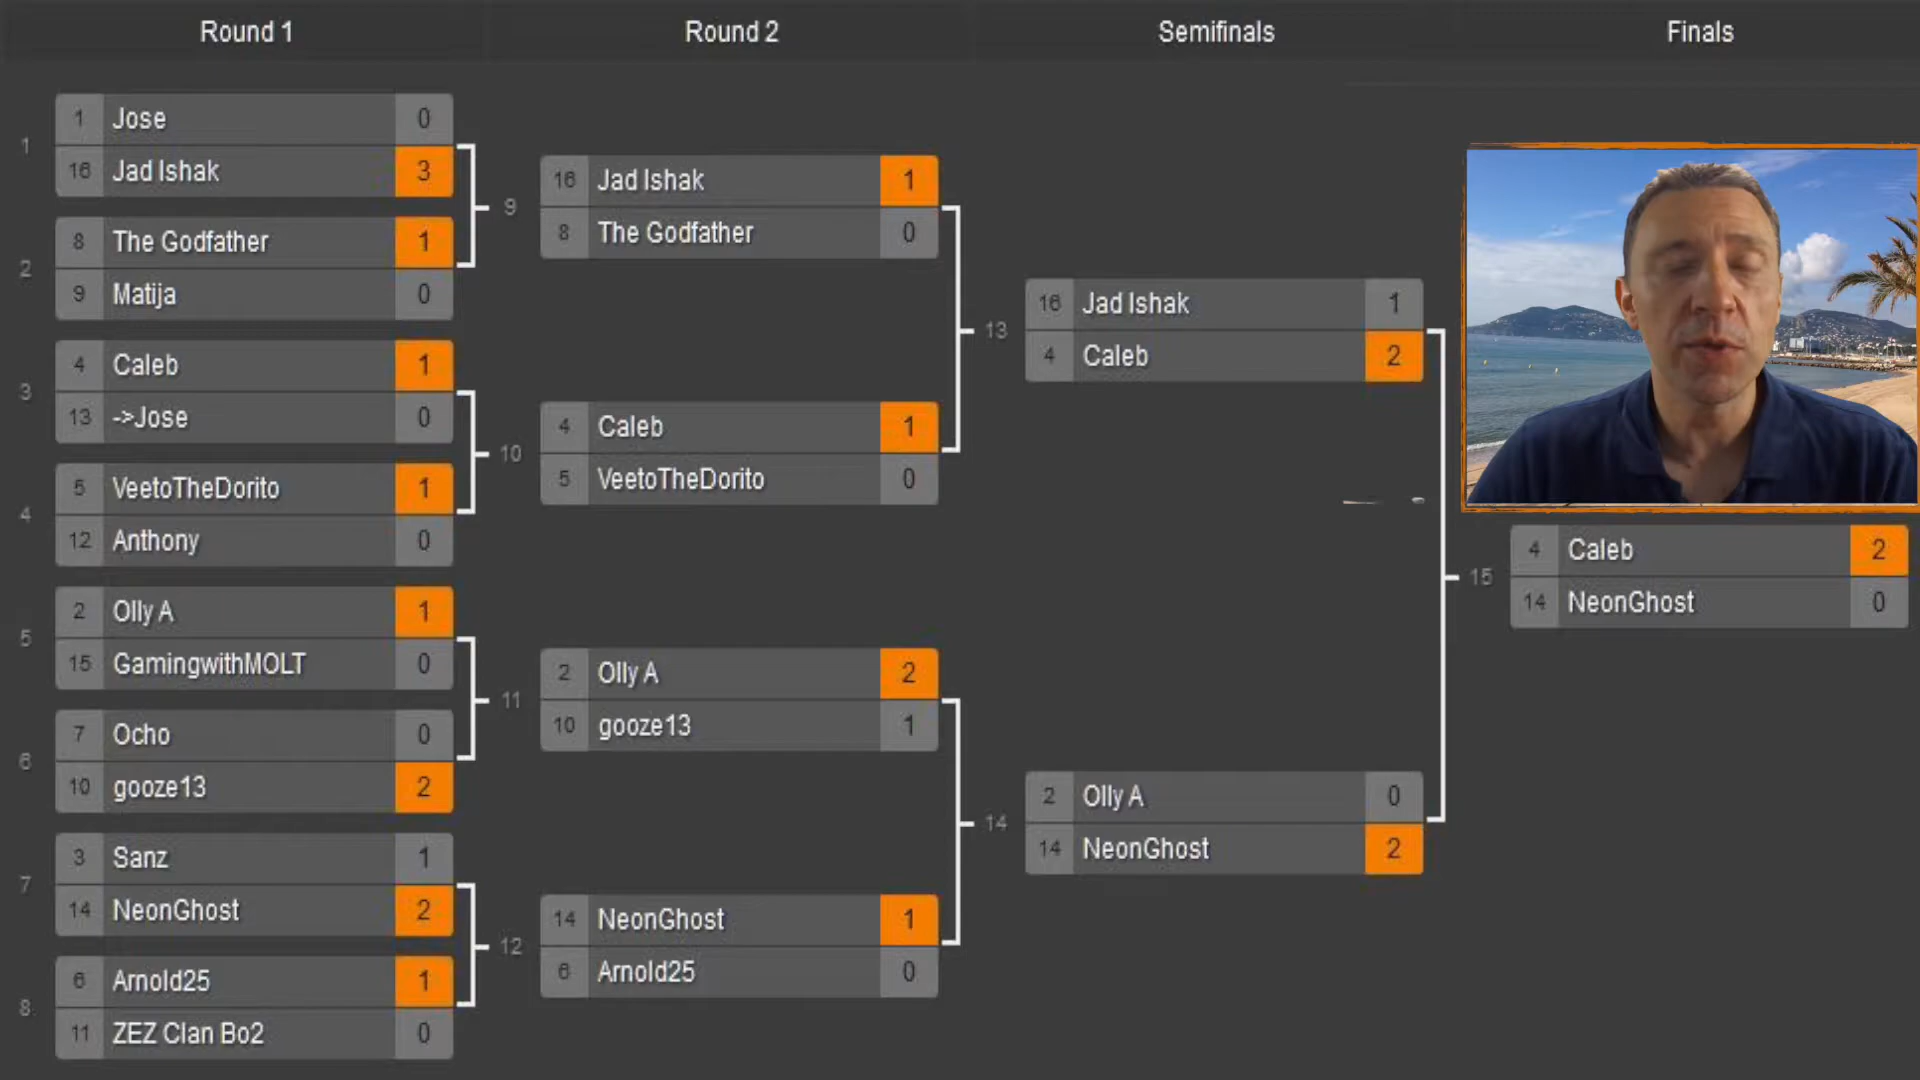 Round 1
Round 2
Semifinals
Finals
1
1 Jose 0
16 Jad Ishak 3
2
8 The Godfather 1
9 Matija 0
3
4 Caleb 1
13 ->Jose 0
4
5 VeetoTheDorito 1
12 Anthony 0
5
2 Olly A 1
15 GamingwithMOLT 0
6
7 Ocho 0
10 gooze13 2
7
3 Sanz 1
14 NeonGhost 2
8
6 Arnold25 1
11 ZEZ Clan Bo2 0
9
16 Jad Ishak 1
8 The Godfather 0
10
4 Caleb 1
5 VeetoTheDorito 0
11
2 Olly A 2
10 gooze13 1
12
14 NeonGhost 1
6 Arnold25 0
13
16 Jad Ishak 1
4 Caleb 2
14
2 Olly A 0
14 NeonGhost 2
15
4 Caleb 2
14 NeonGhost 0